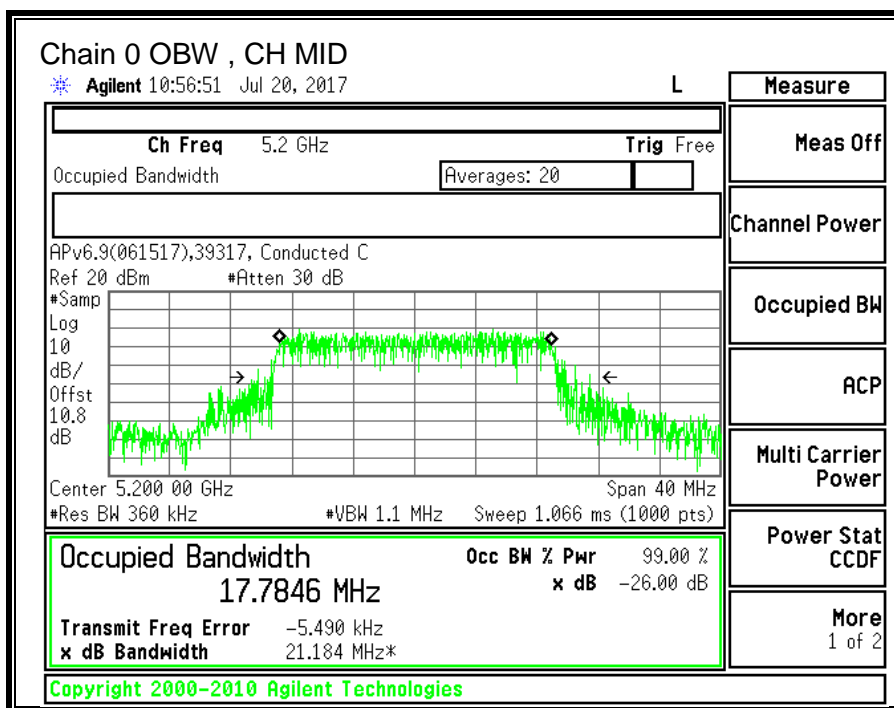 Chain 0 OBW , CH MID
Agilent 10:56:51 Jul 20, 2017 L
Measure
Ch Freq 5.2 GHz Trig Free
Occupied Bandwidth Averages: 20
APv6.9(061517),39317, Conducted C
Ref 20 dBm #Atten 30 dB
#Samp
Log
10
dB/
Offst
10.8
dB
Center 5.200 00 GHz Span 40 MHz
#Res BW 360 kHz #VBW 1.1 MHz Sweep 1.066 ms (1000 pts)
Occupied Bandwidth Occ BW % Pwr 99.00 %
17.7846 MHz x dB -26.00 dB
Transmit Freq Error -5.490 kHz
x dB Bandwidth 21.184 MHz*
Copyright 2000-2010 Agilent Technologies
Meas Off
Channel Power
Occupied BW
ACP
Multi Carrier
Power
Power Stat
CCDF
More
1 of 2